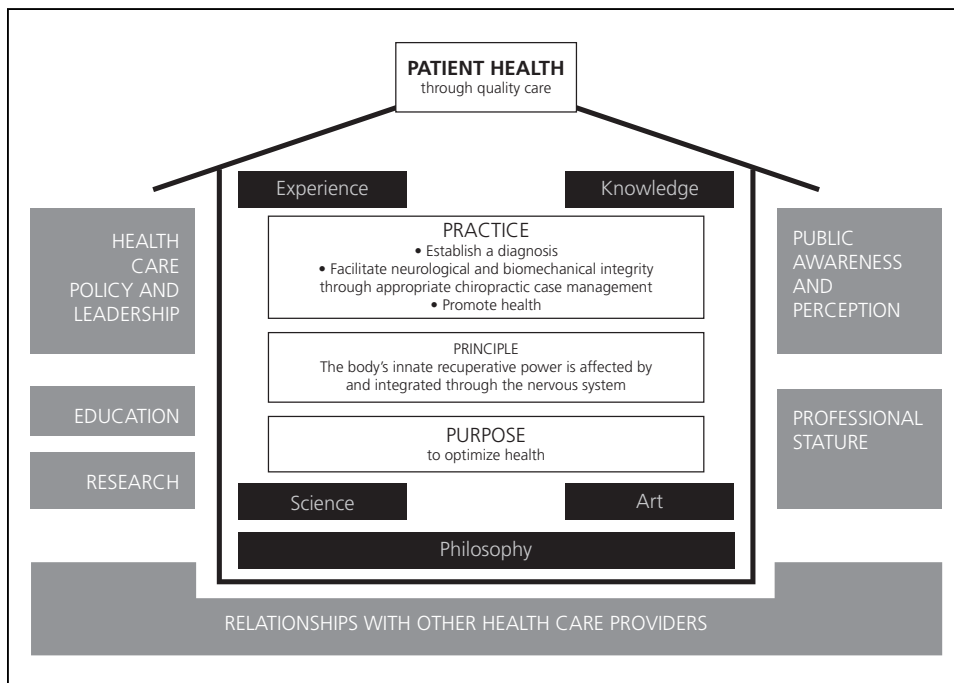 PATIENT HEALTH
through quality care
Experience
Knowledge
HEALTH
CARE
POLICY AND
LEADERSHIP
PRACTICE
• Establish a diagnosis
• Facilitate neurological and biomechanical integrity
through appropriate chiropractic case management
• Promote health
PUBLIC
AWARENESS
AND
PERCEPTION
PRINCIPLE
The body's innate recuperative power is affected by
and integrated through the nervous system
EDUCATION
RESEARCH
PURPOSE
to optimize health
PROFESSIONAL
STATURE
Science
Art
Philosophy
RELATIONSHIPS WITH OTHER HEALTH CARE PROVIDERS